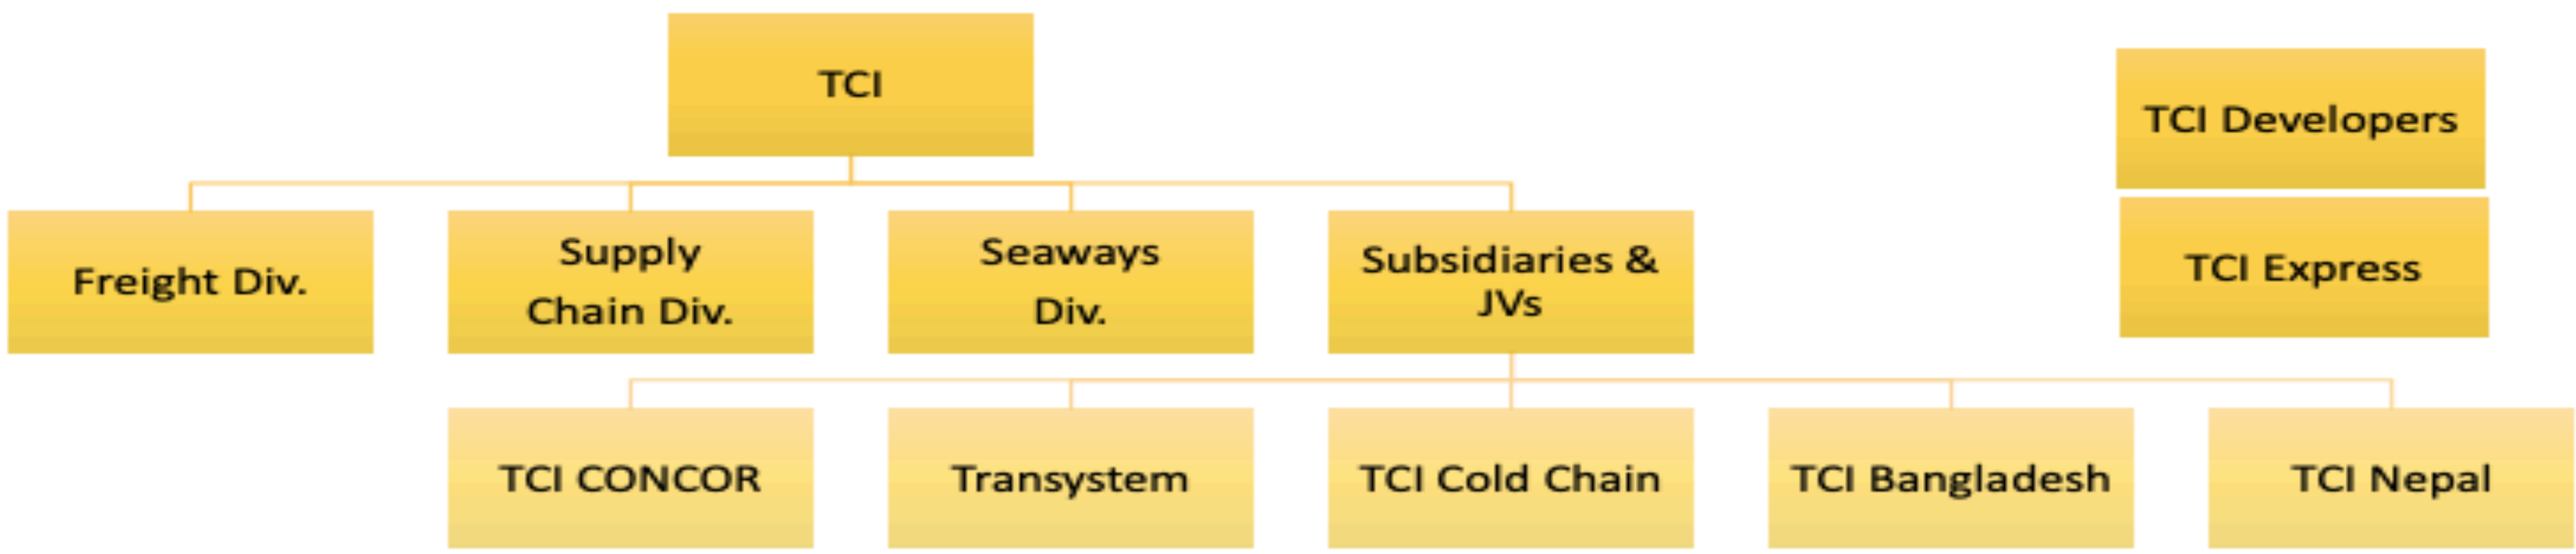 TCI
TCI Developers
TCI Express
Freight Div.
Supply
Chain Div.
Seaways
Div.
Subsidiaries &
JVs
TCI CONCOR
Transystem
TCI Cold Chain
TCI Bangladesh
TCI Nepal